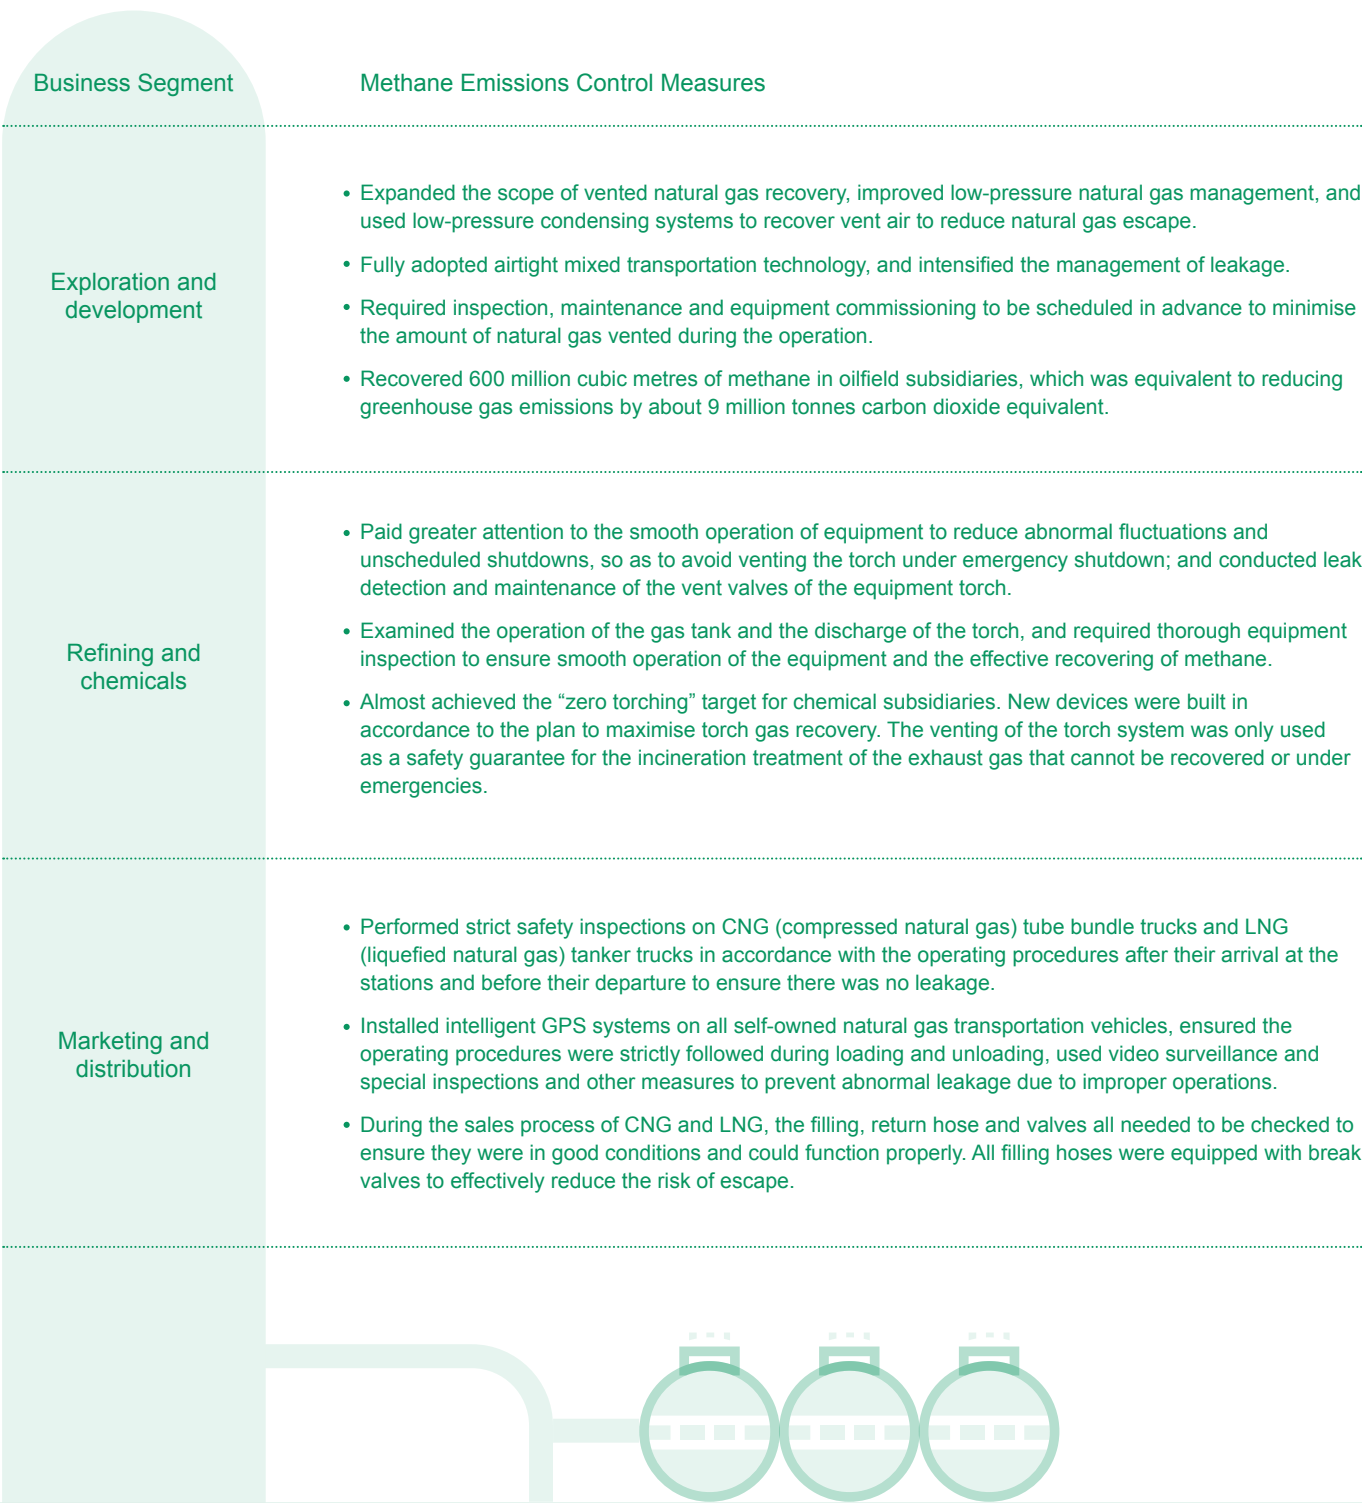 Business Segment
Methane Emissions Control Measures
Exploration and
development
• Expanded the scope of vented natural gas recovery, improved low-pressure natural gas management, and
used low-pressure condensing systems to recover vent air to reduce natural gas escape.
• Fully adopted airtight mixed transportation technology, and intensified the management of leakage.
• Required inspection, maintenance and equipment commissioning to be scheduled in advance to minimise
the amount of natural gas vented during the operation.
• Recovered 600 million cubic metres of methane in oilfield subsidiaries, which was equivalent to reducing
greenhouse gas emissions by about 9 million tonnes carbon dioxide equivalent.
Refining and
chemicals
• Paid greater attention to the smooth operation of equipment to reduce abnormal fluctuations and
unscheduled shutdowns, so as to avoid venting the torch under emergency shutdown; and conducted leak
detection and maintenance of the vent valves of the equipment torch.
• Examined the operation of the gas tank and the discharge of the torch, and required thorough equipment
inspection to ensure smooth operation of the equipment and the effective recovering of methane.
• Almost achieved the “zero torching” target for chemical subsidiaries. New devices were built in
accordance to the plan to maximise torch gas recovery. The venting of the torch system was only used
as a safety guarantee for the incineration treatment of the exhaust gas that cannot be recovered or under
emergencies.
Marketing and
distribution
• Performed strict safety inspections on CNG (compressed natural gas) tube bundle trucks and LNG
(liquefied natural gas) tanker trucks in accordance with the operating procedures after their arrival at the
stations and before their departure to ensure there was no leakage.
• Installed intelligent GPS systems on all self-owned natural gas transportation vehicles, ensured the
operating procedures were strictly followed during loading and unloading, used video surveillance and
special inspections and other measures to prevent abnormal leakage due to improper operations.
• During the sales process of CNG and LNG, the filling, return hose and valves all needed to be checked to
ensure they were in good conditions and could function properly. All filling hoses were equipped with break
valves to effectively reduce the risk of escape.